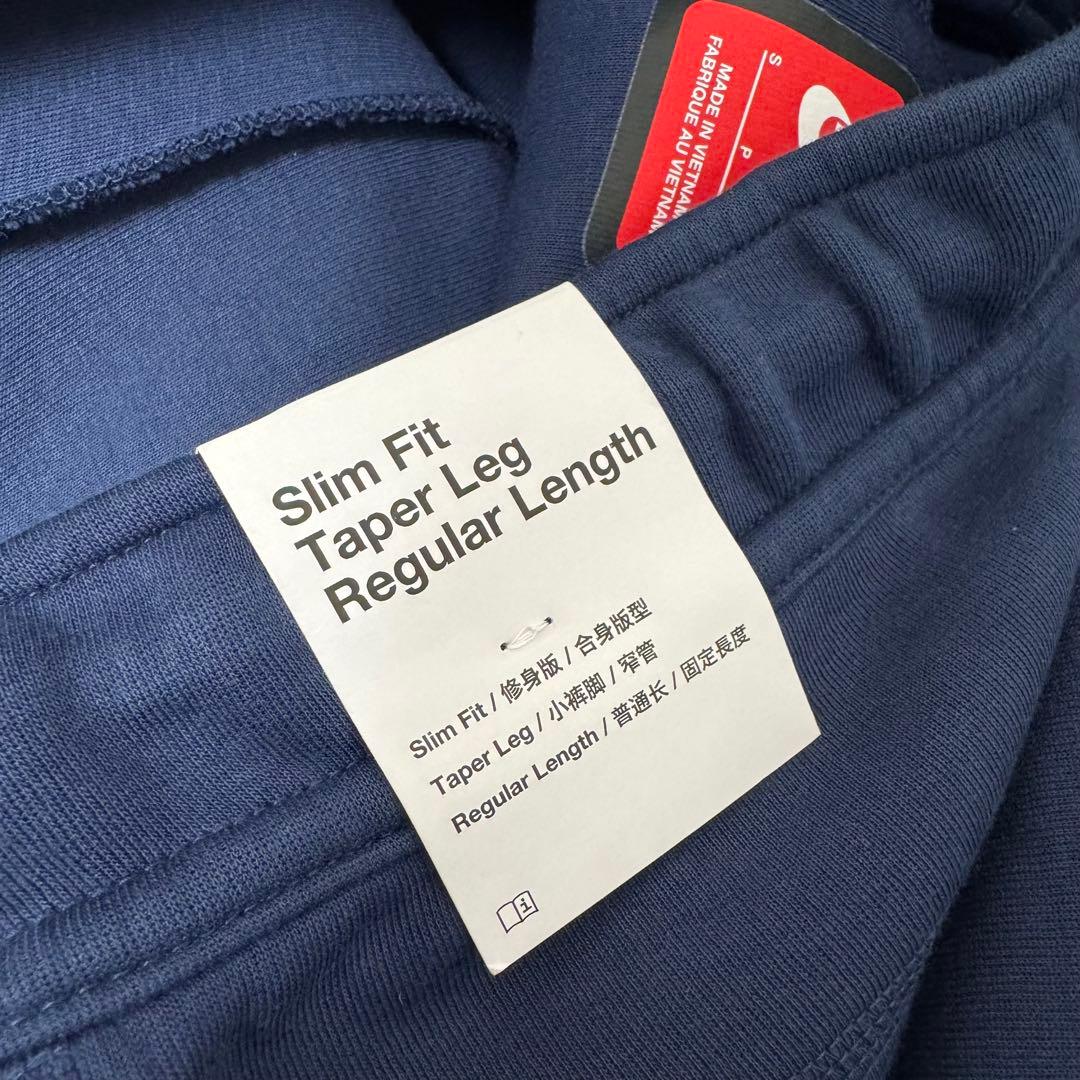 MADE IN VIETNAM
FABRIQUE AU VIETNAM
S
P
Slim Fit
Taper Leg
Regular Length
Slim Fit / 修身版 / 合身版型
Taper Leg / 小裤脚 / 窄管
Regular Length / 普通长 / 固定長度
i